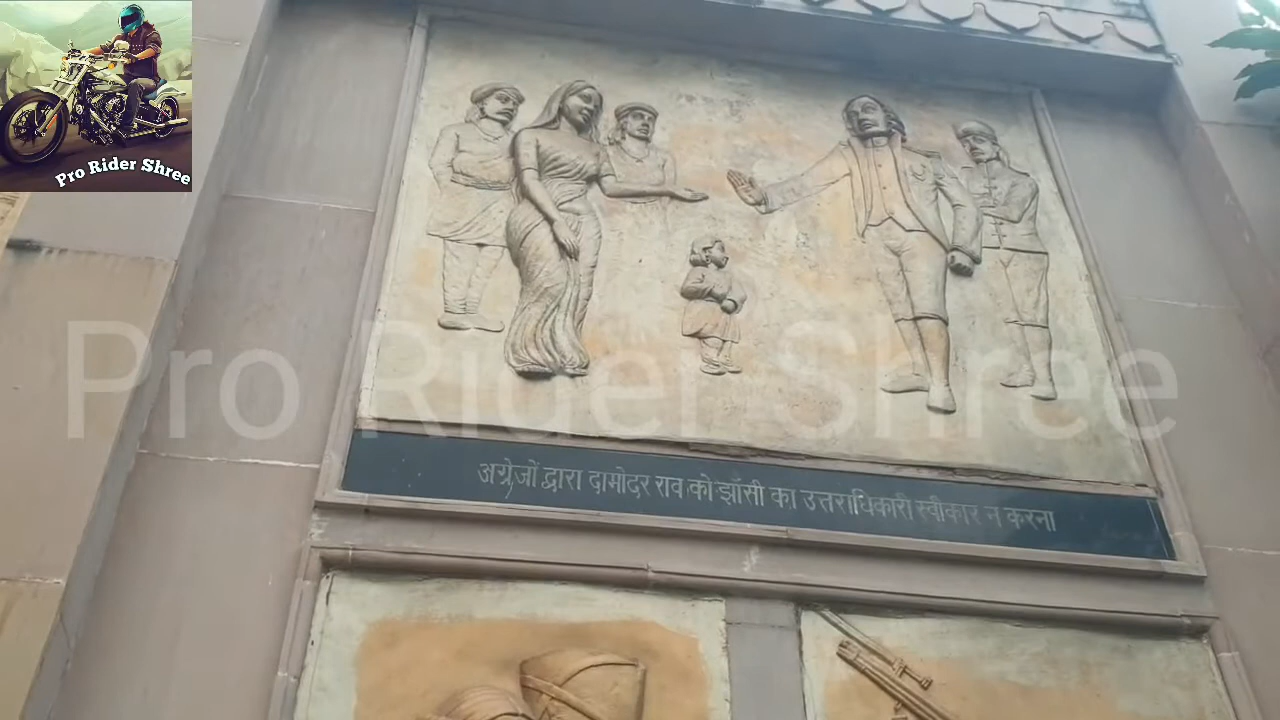 Pro Rider Shree
Pro Rider Shree
अग्रेजों द्वारा दामोदर राव को झाँसी का उत्तराधिकारी स्वीकार न करना